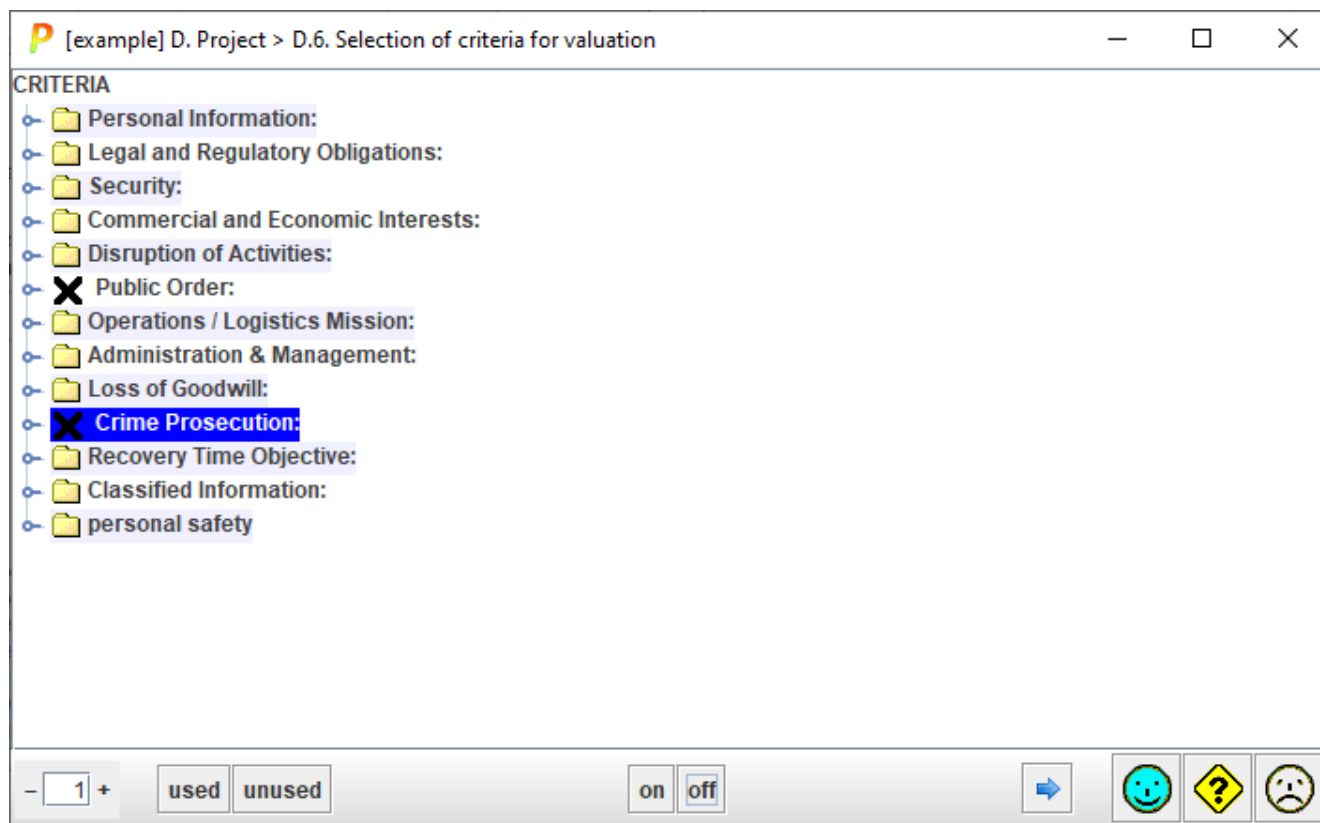 P [example] D. Project > D.6. Selection of criteria for valuation
CRITERIA
Personal Information:
Legal and Regulatory Obligations:
Security:
Commercial and Economic Interests:
Disruption of Activities:
Public Order:
Operations / Logistics Mission:
Administration & Management:
Loss of Goodwill:
Crime Prosecution:
Recovery Time Objective:
Classified Information:
personal safety
– 1 + used unused on off ?